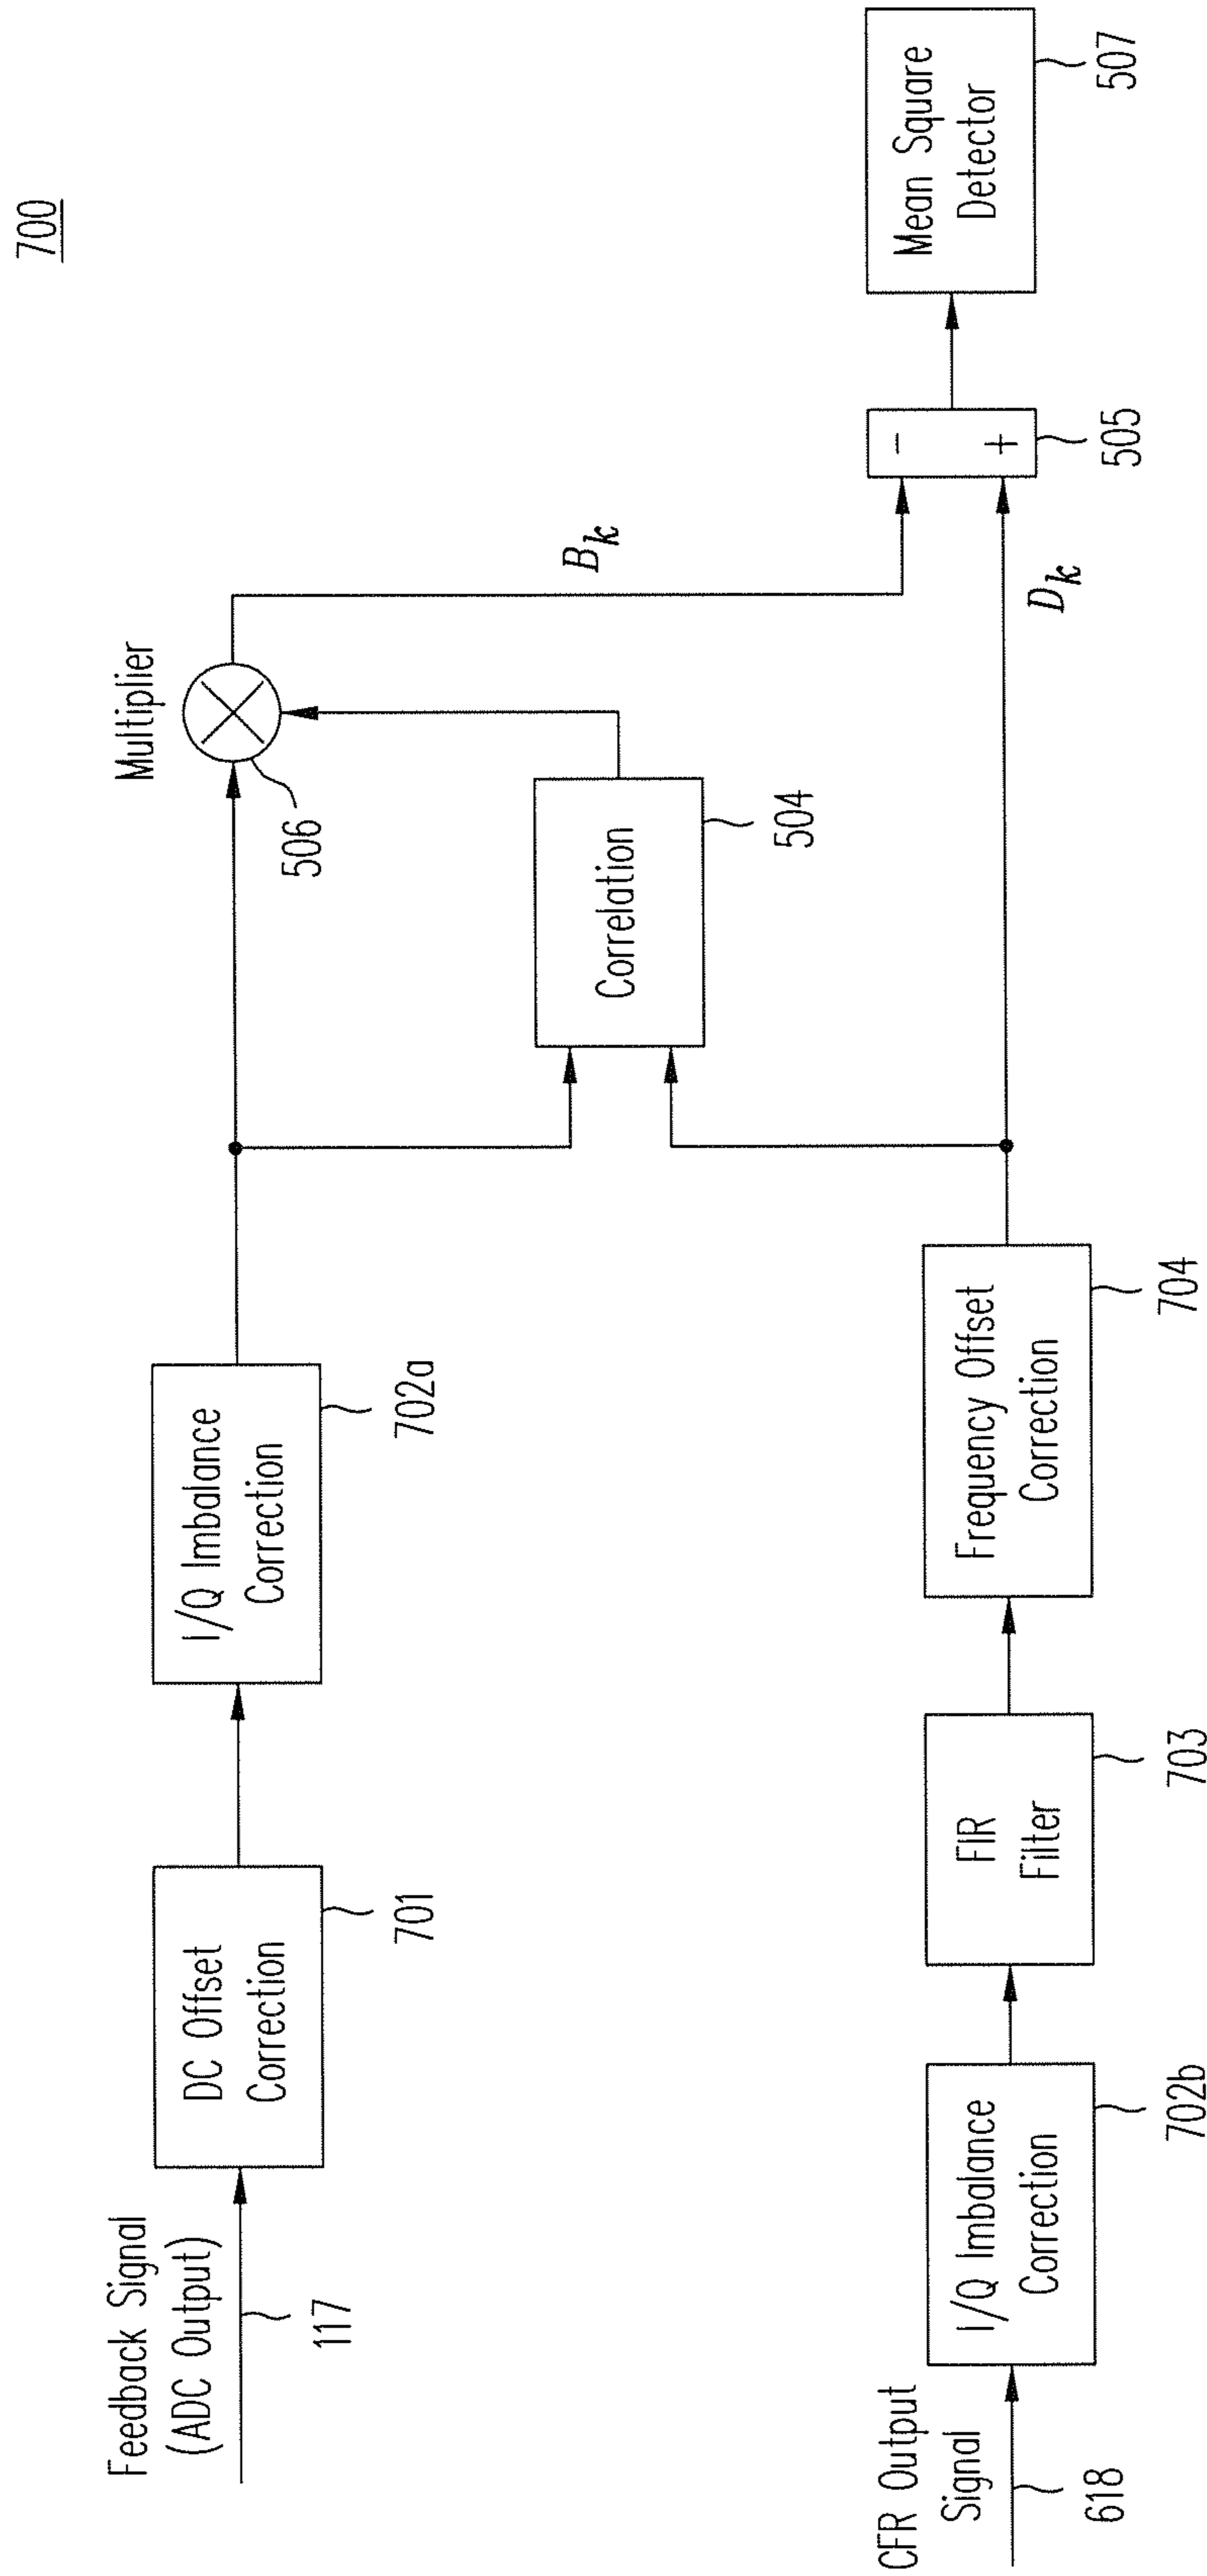 700
Feedback Signal
(ADC Output)
117
DC Offset
Correction
701
I/Q Imbalance
Correction
702a
Multiplier
506
Correlation
504
B_k
CFR Output
Signal
618
I/Q Imbalance
Correction
702b
FIR
Filter
703
Frequency Offset
Correction
704
D_k
-
+
505
Mean Square
Detector
507